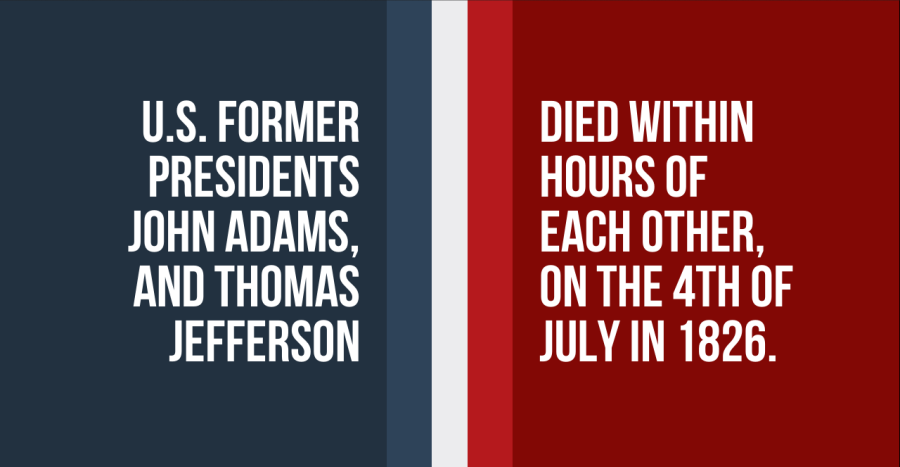 U.S. FORMER
PRESIDENTS
JOHN ADAMS,
AND THOMAS
JEFFERSON
DIED WITHIN
HOURS OF
EACH OTHER,
ON THE 4TH OF
JULY IN 1826.